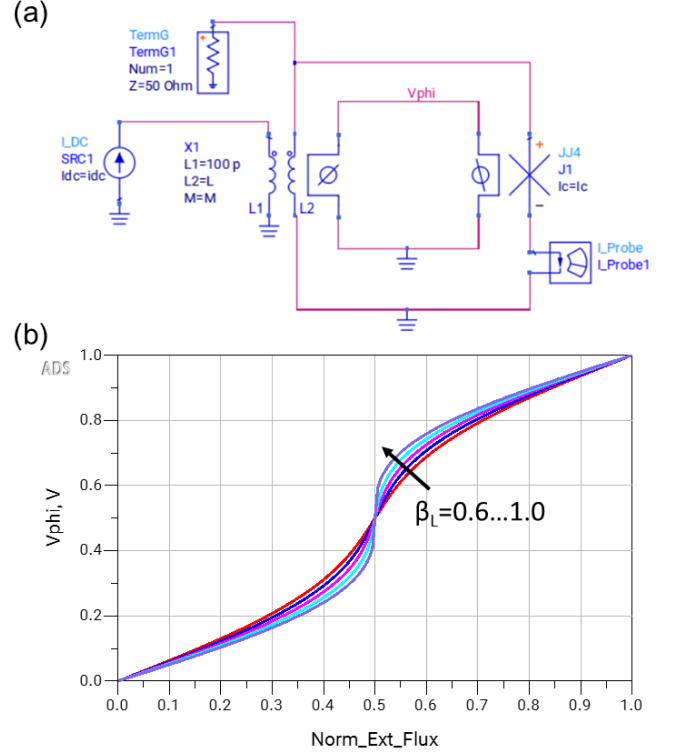 (a)
TermG
TermG1
Num=1
Z=50 Ohm
+
Vphi
I_DC
SRC1
Idc=idc
X1
L1=100 p
L2=L
M=M
L1
L2
+
JJ4
J1
Ic=Ic
−
I_Probe
I_Probe1
(b)
ADS
1.0
0.8
0.6
0.4
0.2
0.0
Vphi, V
βL=0.6...1.0
0.0 0.1 0.2 0.3 0.4 0.5 0.6 0.7 0.8 0.9 1.0
Norm_Ext_Flux